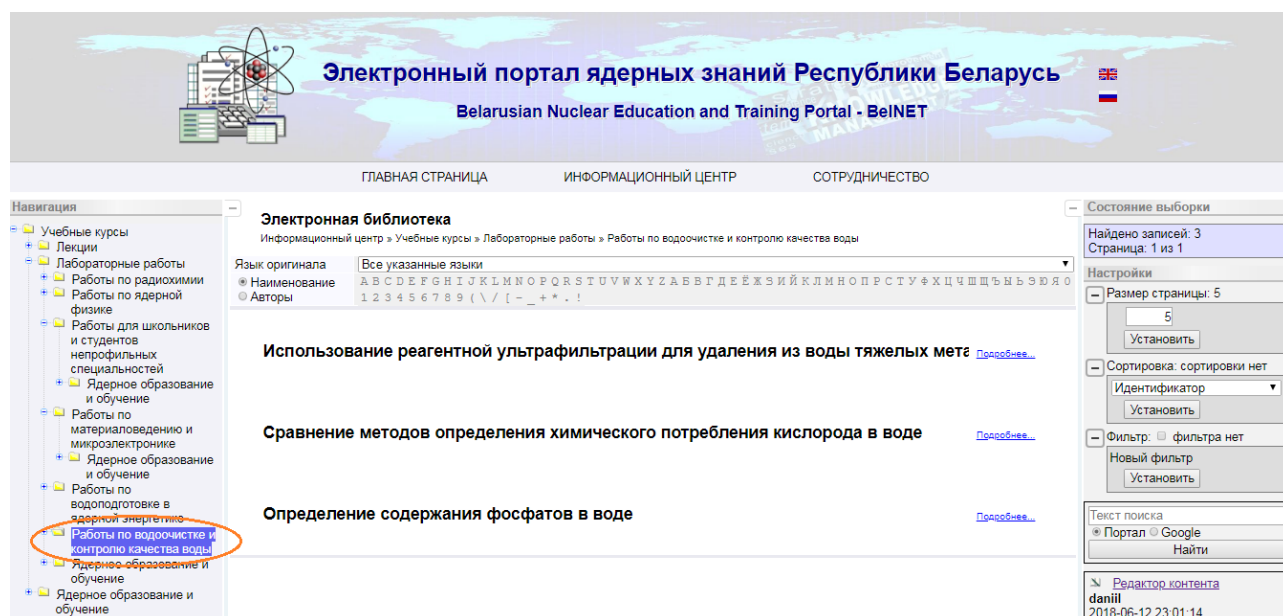 Электронный портал ядерных знаний Республики Беларусь
Belarusian Nuclear Education and Training Portal - BelNET
ГЛАВНАЯ СТРАНИЦА ИНФОРМАЦИОННЫЙ ЦЕНТР СОТРУДНИЧЕСТВО
Навигация
Учебные курсы
Лекции
Лабораторные работы
Работы по радиохимии
Работы по ядерной
физике
Работы для школьников
и студентов
непрофильных
специальностей
Ядерное образование
и обучение
Работы по
материаловедению и
микроэлектронике
Ядерное образование
и обучение
Работы по
водоподготовке в
ядерной энергетике
Работы по водоочистке и
контролю качества воды
Ядерное образование и
обучение
Ядерное образование и
обучение
Электронная библиотека
Информационный центр » Учебные курсы » Лабораторные работы » Работы по водоочистке и контролю качества воды
Язык оригинала Все указанные языки
Наименование A B C D E F G H I J K L M N O P Q R S T U V W X Y Z А Б В Г Д Е Ё Ж З И Й К Л М Н О П Р С Т У Ф Х Ц Ч Ш Щ Ъ Ы Ь Э Ю Я 0
Авторы 1 2 3 4 5 6 7 8 9 ( \ / [ - _ + * . !
Использование реагентной ультрафильтрации для удаления из воды тяжелых мета Подробнее...
Сравнение методов определения химического потребления кислорода в воде Подробнее...
Определение содержания фосфатов в воде Подробнее...
Состояние выборки
Найдено записей: 3
Страница: 1 из 1
Настройки
Размер страницы: 5
5
Установить
Сортировка: сортировки нет
Идентификатор
Установить
Фильтр: фильтра нет
Новый фильтр
Установить
Текст поиска
Портал Google
Найти
Редактор контента
daniil
2018-06-12 23:01:14